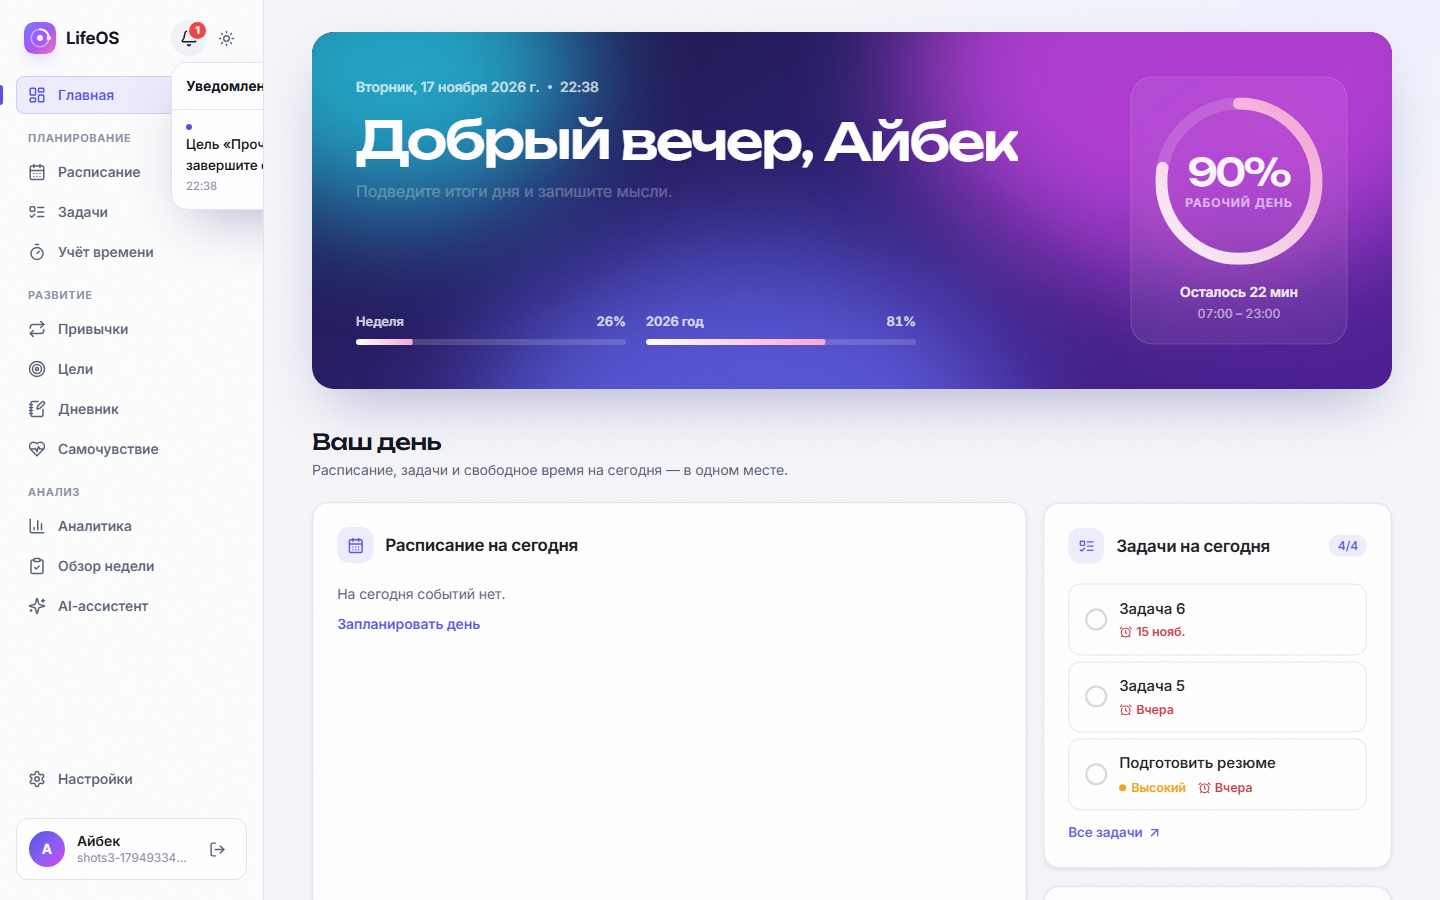 LifeOS
1
Главная
Уведомлен
Цель «Проч
завершите
22:38
ПЛАНИРОВАНИЕ
Расписание
Задачи
Учёт времени
РАЗВИТИЕ
Привычки
Цели
Дневник
Самочувствие
АНАЛИЗ
Аналитика
Обзор недели
AI-ассистент
Настройки
А
Айбек
shots3-17949334...
Вторник, 17 ноября 2026 г. • 22:38
Добрый вечер, Айбек
Подведите итоги дня и запишите мысли.
Неделя 26%
2026 год 81%
90%
РАБОЧИЙ ДЕНЬ
Осталось 22 мин
07:00 – 23:00
Ваш день
Расписание, задачи и свободное время на сегодня — в одном месте.
Расписание на сегодня
На сегодня событий нет.
Запланировать день
Задачи на сегодня
4/4
Задача 6
15 нояб.
Задача 5
Вчера
Подготовить резюме
Высокий Вчера
Все задачи